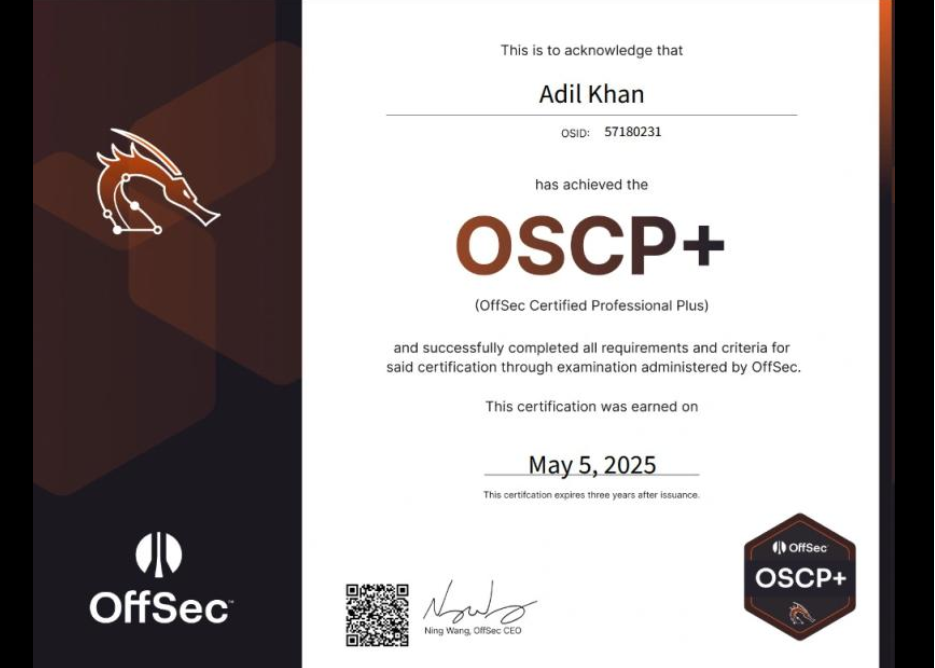 This is to acknowledge that
Adil Khan
OSID: 57180231
has achieved the
OSCP+
(OffSec Certified Professional Plus)
and successfully completed all requirements and criteria for
said certification through examination administered by OffSec.
This certification was earned on
May 5, 2025
This certifcation expires three years after issuance.
OffSec™
Ning Wang, OffSec CEO
OffSec
OSCP+